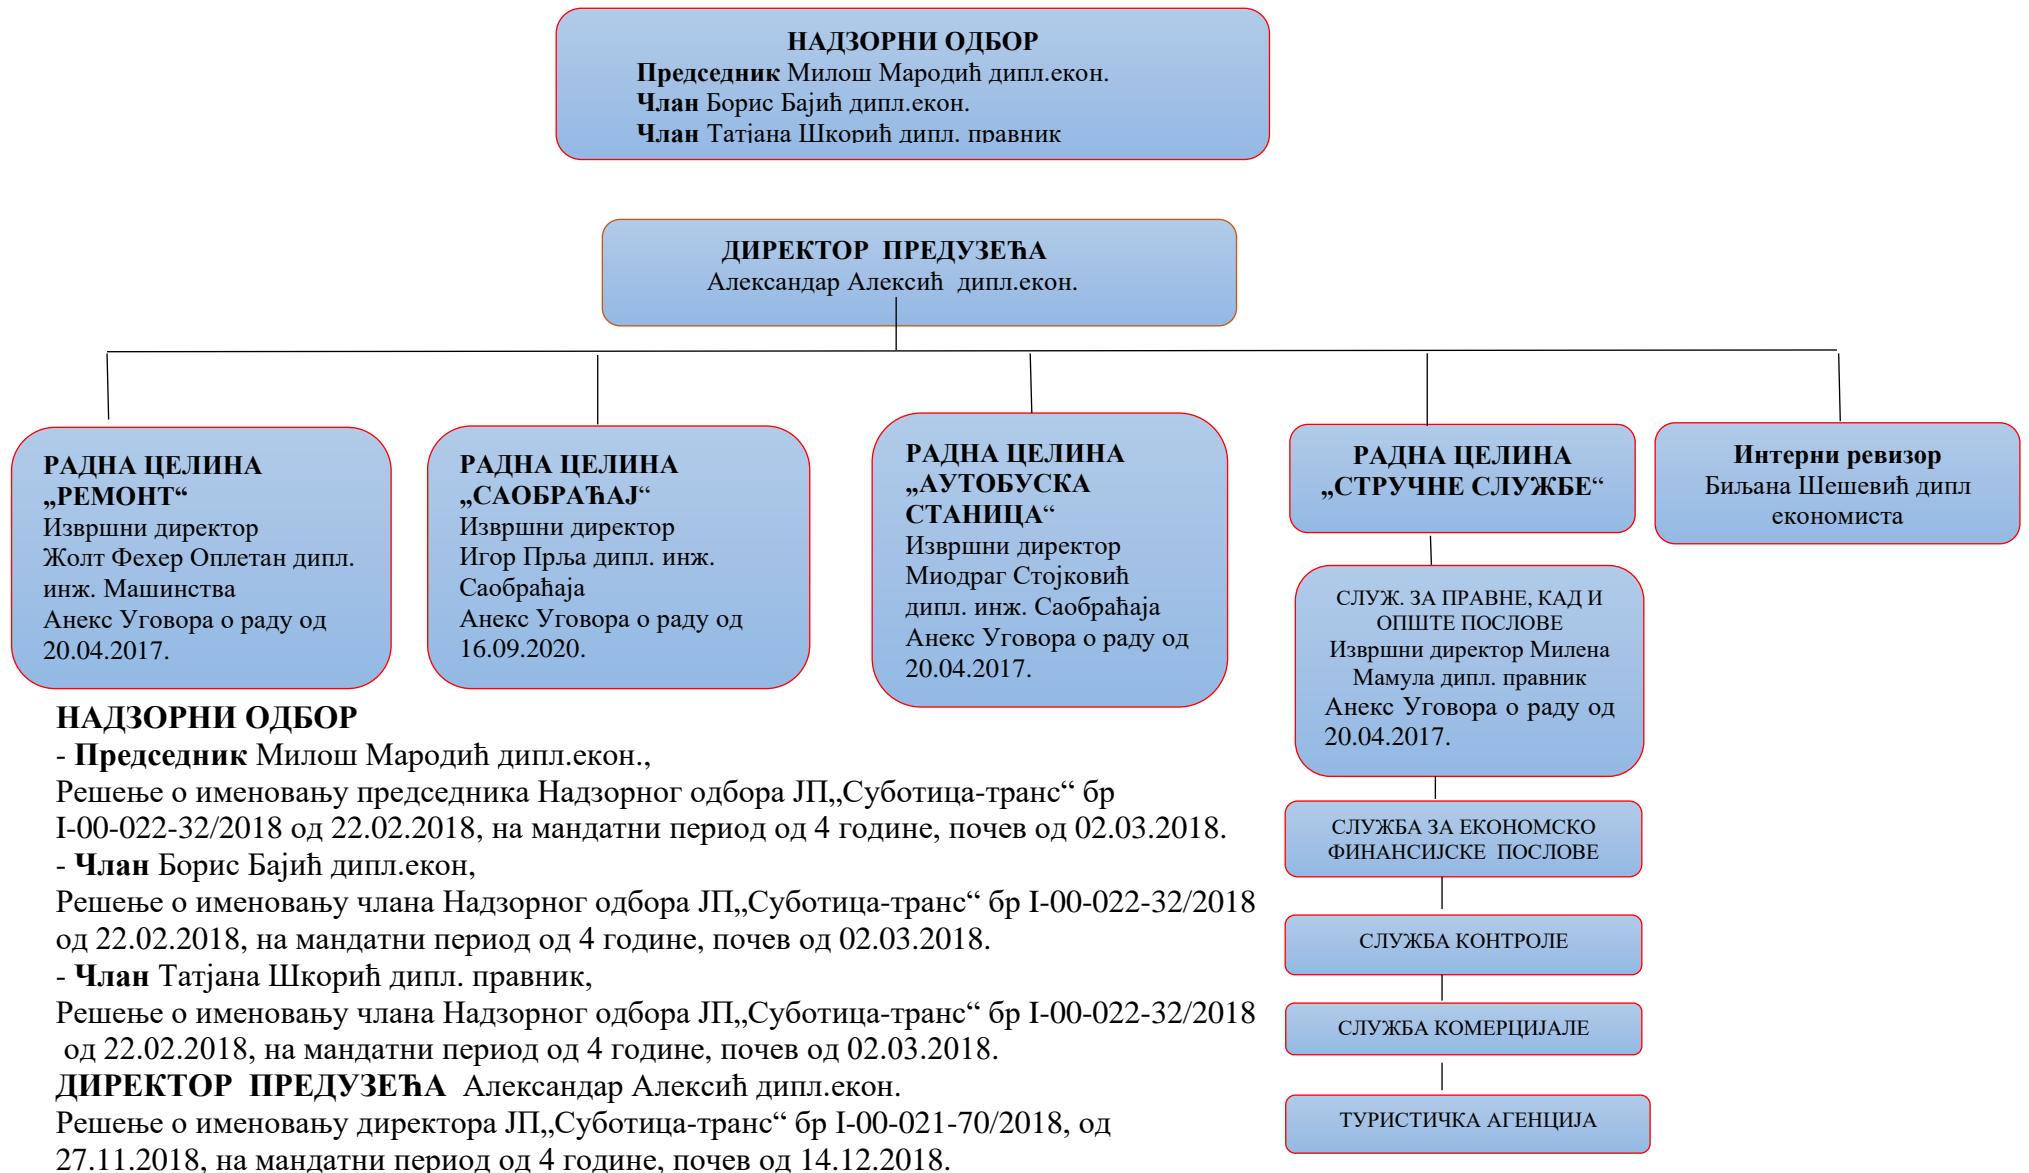 НАДЗОРНИ ОДБОР
Председник Милош Мародић дипл.екон.
Члан Борис Бајић дипл.екон.
Члан Татјана Шкорић дипл. правник
ДИРЕКТОР ПРЕДУЗЕЋА
Александар Алексић дипл.екон.
РАДНА ЦЕЛИНА
„РЕМОНТ“
Извршни директор
Жолт Фехер Оплетан дипл.
инж. Машинства
Анекс Уговора о раду од
20.04.2017.
РАДНА ЦЕЛИНА
„САОБРАЋАЈ“
Извршни директор
Игор Прља дипл. инж.
Саобраћаја
Анекс Уговора о раду од
16.09.2020.
РАДНА ЦЕЛИНА
„АУТОБУСКА
СТАНИЦА“
Извршни директор
Миодраг Стојковић
дипл. инж. Саобраћаја
Анекс Уговора о раду од
20.04.2017.
РАДНА ЦЕЛИНА
„СТРУЧНЕ СЛУЖБЕ“
Интерни ревизор
Биљана Шешевић дипл
економиста
СЛУЖ. ЗА ПРАВНЕ, КАД И
ОПШТЕ ПОСЛОВЕ
Извршни директор Милена
Мамула дипл. правник
Анекс Уговора о раду од
20.04.2017.
СЛУЖБА ЗА ЕКОНОМСКО
ФИНАНСИЈСКЕ ПОСЛОВЕ
СЛУЖБА КОНТРОЛЕ
СЛУЖБА КОМЕРЦИЈАЛЕ
ТУРИСТИЧКА АГЕНЦИЈА
НАДЗОРНИ ОДБОР
- Председник Милош Мародић дипл.екон.,
Решење о именовању председника Надзорног одбора ЈП„Суботица-транс“ бр
I-00-022-32/2018 од 22.02.2018, на мандатни период од 4 године, почев од 02.03.2018.
- Члан Борис Бајић дипл.екон,
Решење о именовању члана Надзорног одбора ЈП„Суботица-транс“ бр I-00-022-32/2018
од 22.02.2018, на мандатни период од 4 године, почев од 02.03.2018.
- Члан Татјана Шкорић дипл. правник,
Решење о именовању члана Надзорног одбора ЈП„Суботица-транс“ бр I-00-022-32/2018
од 22.02.2018, на мандатни период од 4 године, почев од 02.03.2018.
ДИРЕКТОР ПРЕДУЗЕЋА Александар Алексић дипл.екон.
Решење о именовању директора ЈП„Суботица-транс“ бр I-00-021-70/2018, од
27.11.2018, на мандатни период од 4 године, почев од 14.12.2018.